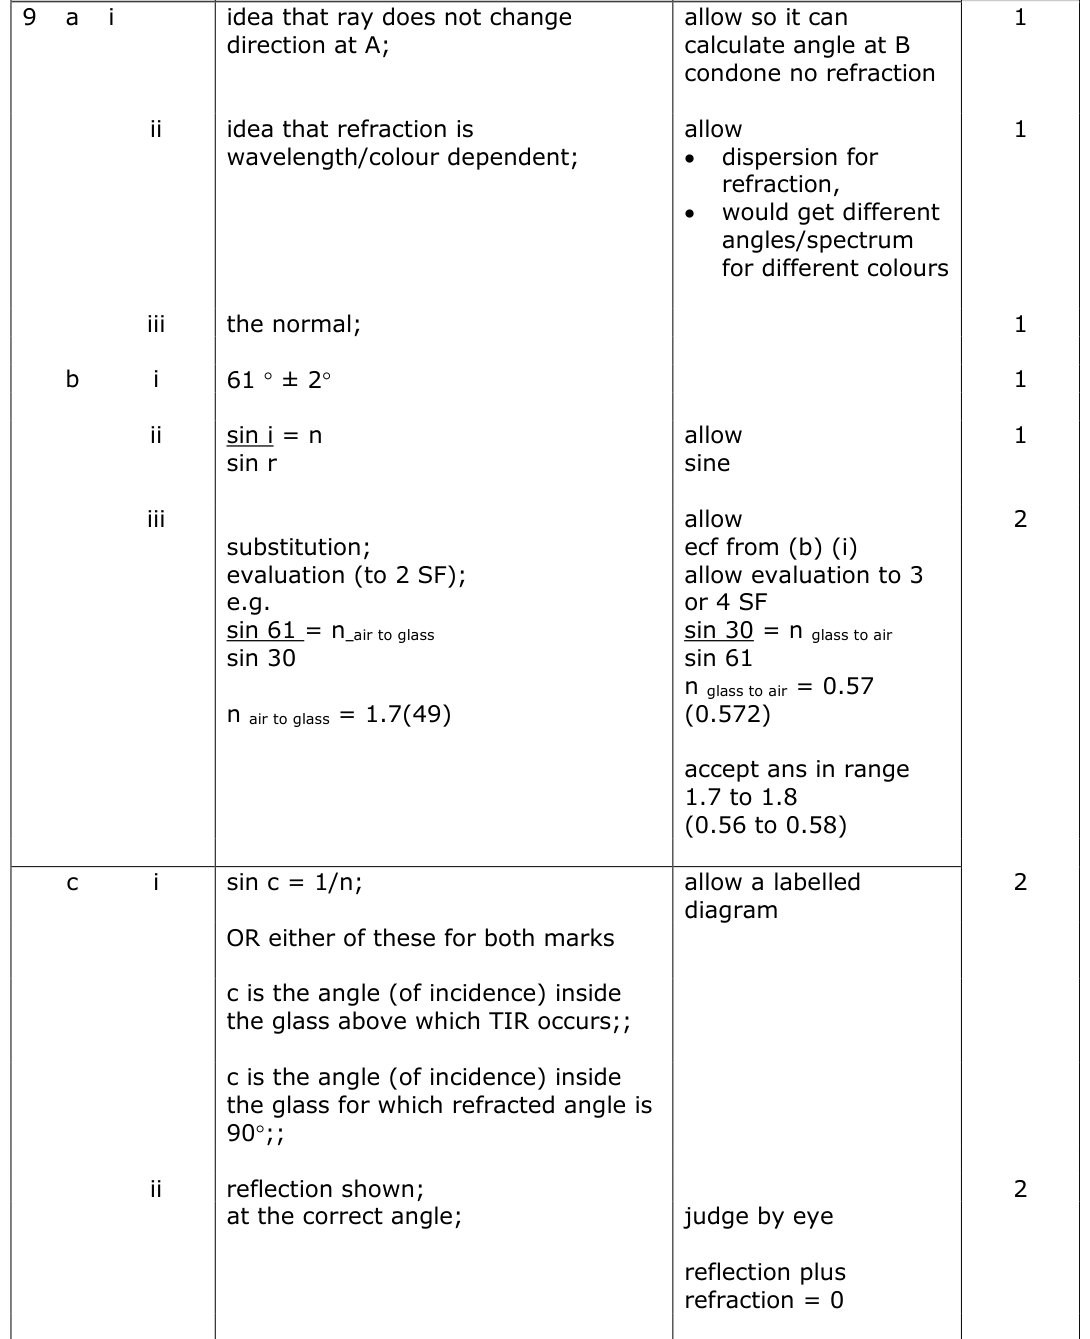 9 a i idea that ray does not change allow so it can 1
direction at A; calculate angle at B
condone no refraction
ii idea that refraction is allow 1
wavelength/colour dependent; • dispersion for
refraction,
• would get different
angles/spectrum
for different colours
iii the normal; 1
b i 61 ° ± 2° 1
ii sin i = n allow 1
sin r sine
iii allow 2
substitution; ecf from (b) (i)
evaluation (to 2 SF); allow evaluation to 3
e.g. or 4 SF
sin 61 = n_air to glass sin 30 = n glass to air
sin 30 sin 61
n glass to air = 0.57
n air to glass = 1.7(49) (0.572)
accept ans in range
1.7 to 1.8
(0.56 to 0.58)
c i sin c = 1/n; allow a labelled 2
diagram
OR either of these for both marks
c is the angle (of incidence) inside
the glass above which TIR occurs;;
c is the angle (of incidence) inside
the glass for which refracted angle is
90°;;
ii reflection shown; 2
at the correct angle; judge by eye
reflection plus
refraction = 0